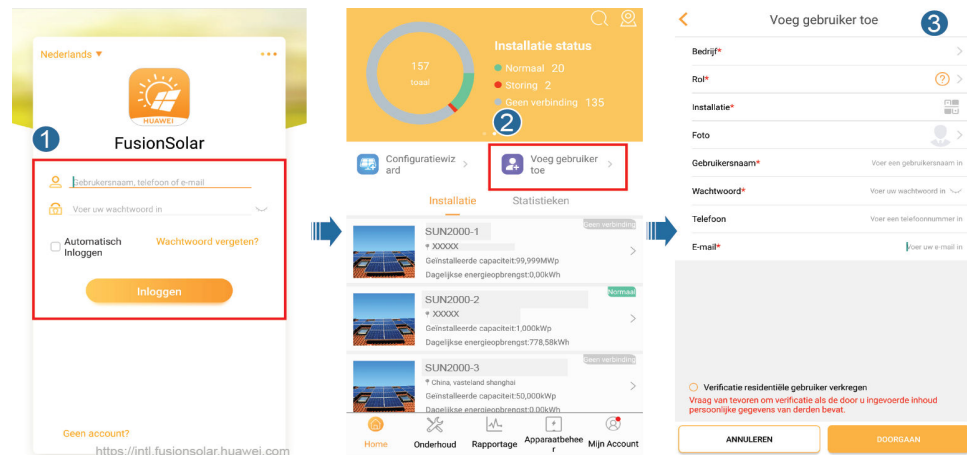 Nederlands
HUAWEI
1
FusionSolar
Gebrukersnaam, telefoon of e-mail
Voer uw wachtwoord in
Automatisch
Inloggen
Wachtwoord vergeten?
Inloggen
Geen account?
https://intl.fusionsolar.huawei.com
157
totaal
Installatie status
Normaal 20
Storing 2
Geen verbinding 135
2
Configuratiewiz
ard
Voeg gebruiker
toe
Installatie
Statistieken
Geen verbinding
SUN2000-1
XXXXX
Geïnstalleerde capaciteit:99,999MWp
Dagelijkse energieopbrengst:0,00kWh
Normaal
SUN2000-2
XXXXX
Geïnstalleerde capaciteit:1,000kWp
Dagelijkse energieopbrengst:778,58kWh
Geen verbinding
SUN2000-3
China, vasteland shanghai
Geïnstalleerde capaciteit:50,000kWp
Dagelijkse energieopbrengst:0,00kWh
Home
Onderhoud
Rapportage
Apparaatbehee
r
Mijn Account
Voeg gebruiker toe
3
Bedrijf*
Rol*
?
Installatie*
Foto
Gebruikersnaam*
Voer een gebruikersnaam in
Wachtwoord*
Voer uw wachtwoord in
Telefoon
Voer een telefoonnummer in
E-mail*
Voer uw e-mail in
Verificatie residentiële gebruiker verkregen
Vraag van tevoren om verificatie als de door u ingevoerde inhoud
persoonlijke gegevens van derden bevat.
ANNULEREN
DOORGAAN